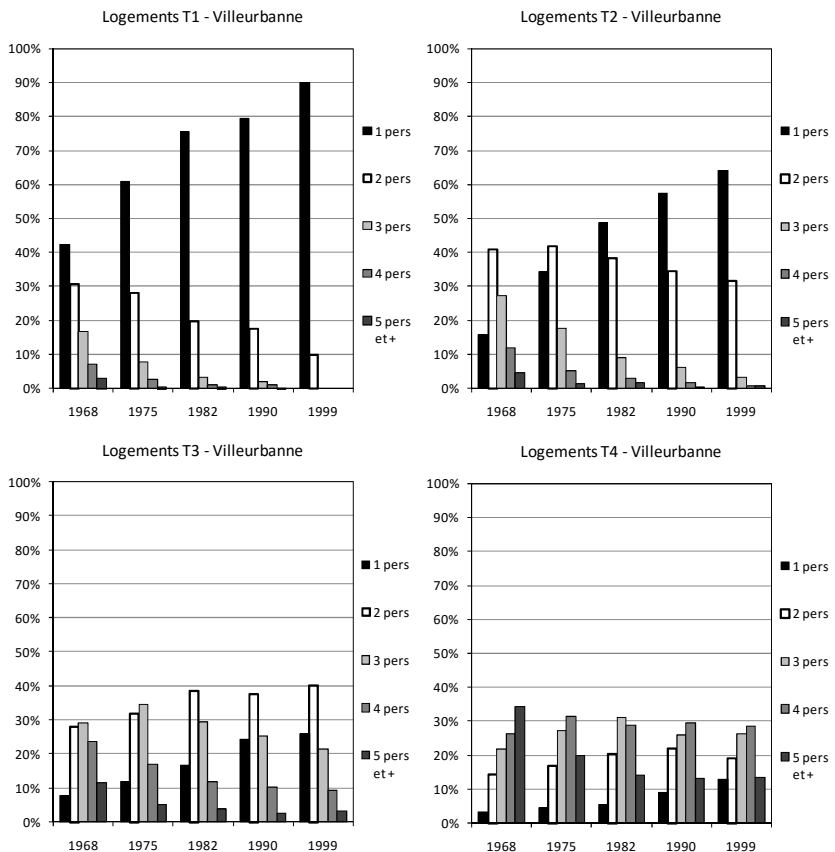 Logements T1 - Villeurbanne
100%
90%
80%
70%
60%
50%
40%
30%
20%
10%
0%
1968 1975 1982 1990 1999
1 pers
2 pers
3 pers
4 pers
5 pers
et+
Logements T2 - Villeurbanne
100%
90%
80%
70%
60%
50%
40%
30%
20%
10%
0%
1968 1975 1982 1990 1999
1 pers
2 pers
3 pers
4 pers
5 pers
et+
Logements T3 - Villeurbanne
100%
90%
80%
70%
60%
50%
40%
30%
20%
10%
0%
1968 1975 1982 1990 1999
1 pers
2 pers
3 pers
4 pers
5 pers
et+
Logements T4 - Villeurbanne
100%
90%
80%
70%
60%
50%
40%
30%
20%
10%
0%
1968 1975 1982 1990 1999
1 pers
2 pers
3 pers
4 pers
5 pers
et+